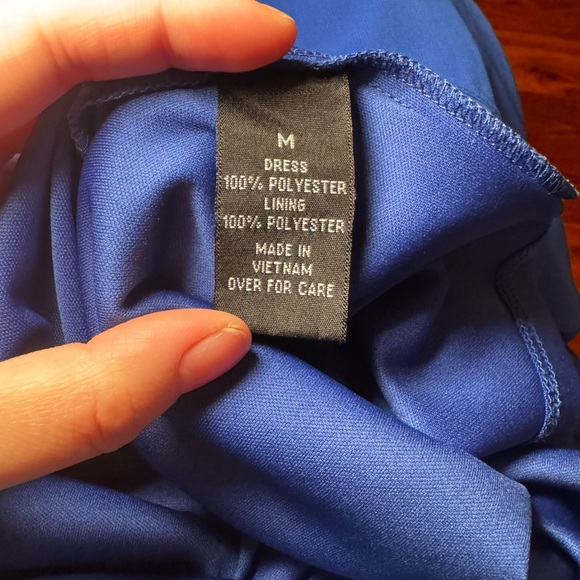 M
DRESS
100% POLYESTER
LINING
100% POLYESTER
MADE IN
VIETNAM
OVER FOR CARE